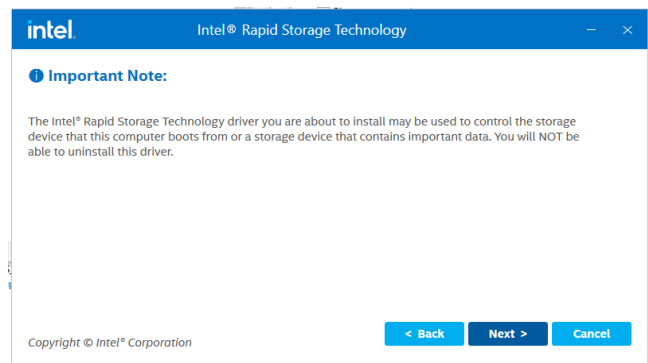 intel.
Intel® Rapid Storage Technology
Important Note:
The Intel® Rapid Storage Technology driver you are about to install may be used to control the storage
device that this computer boots from or a storage device that contains important data. You will NOT be
able to uninstall this driver.
< Back
Next >
Cancel
Copyright © Intel® Corporation